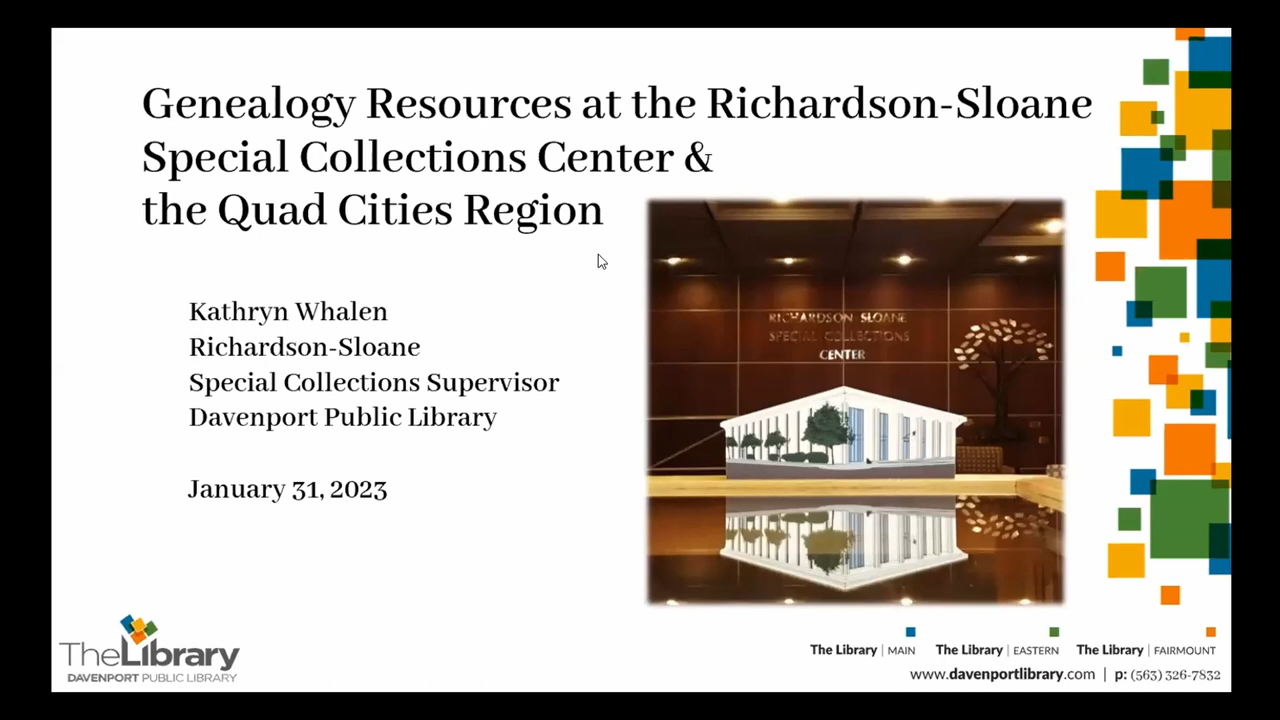 Genealogy Resources at the Richardson-Sloane
Special Collections Center &
the Quad Cities Region
Kathryn Whalen
Richardson-Sloane
Special Collections Supervisor
Davenport Public Library
January 31, 2023
RICHARDSON-SLOANE
SPECIAL COLLECTIONS
CENTER
TheLibrary
DAVENPORT PUBLIC LIBRARY
The Library | MAIN The Library | EASTERN The Library | FAIRMOUNT
www.davenportlibrary.com | p: (563) 326-7832